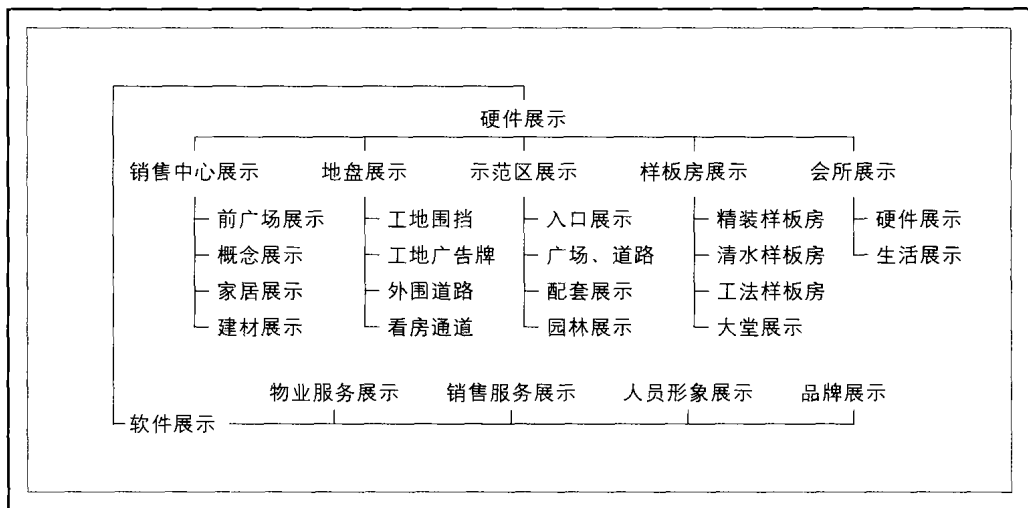 硬件展示
销售中心展示 地盘展示 示范区展示 样板房展示 会所展示
前广场展示 工地围挡 入口展示 精装样板房 硬件展示
概念展示 工地广告牌 广场、道路 清水样板房 生活展示
家居展示 外围道路 配套展示 工法样板房
建材展示 看房通道 园林展示 大堂展示
物业服务展示 销售服务展示 人员形象展示 品牌展示
软件展示